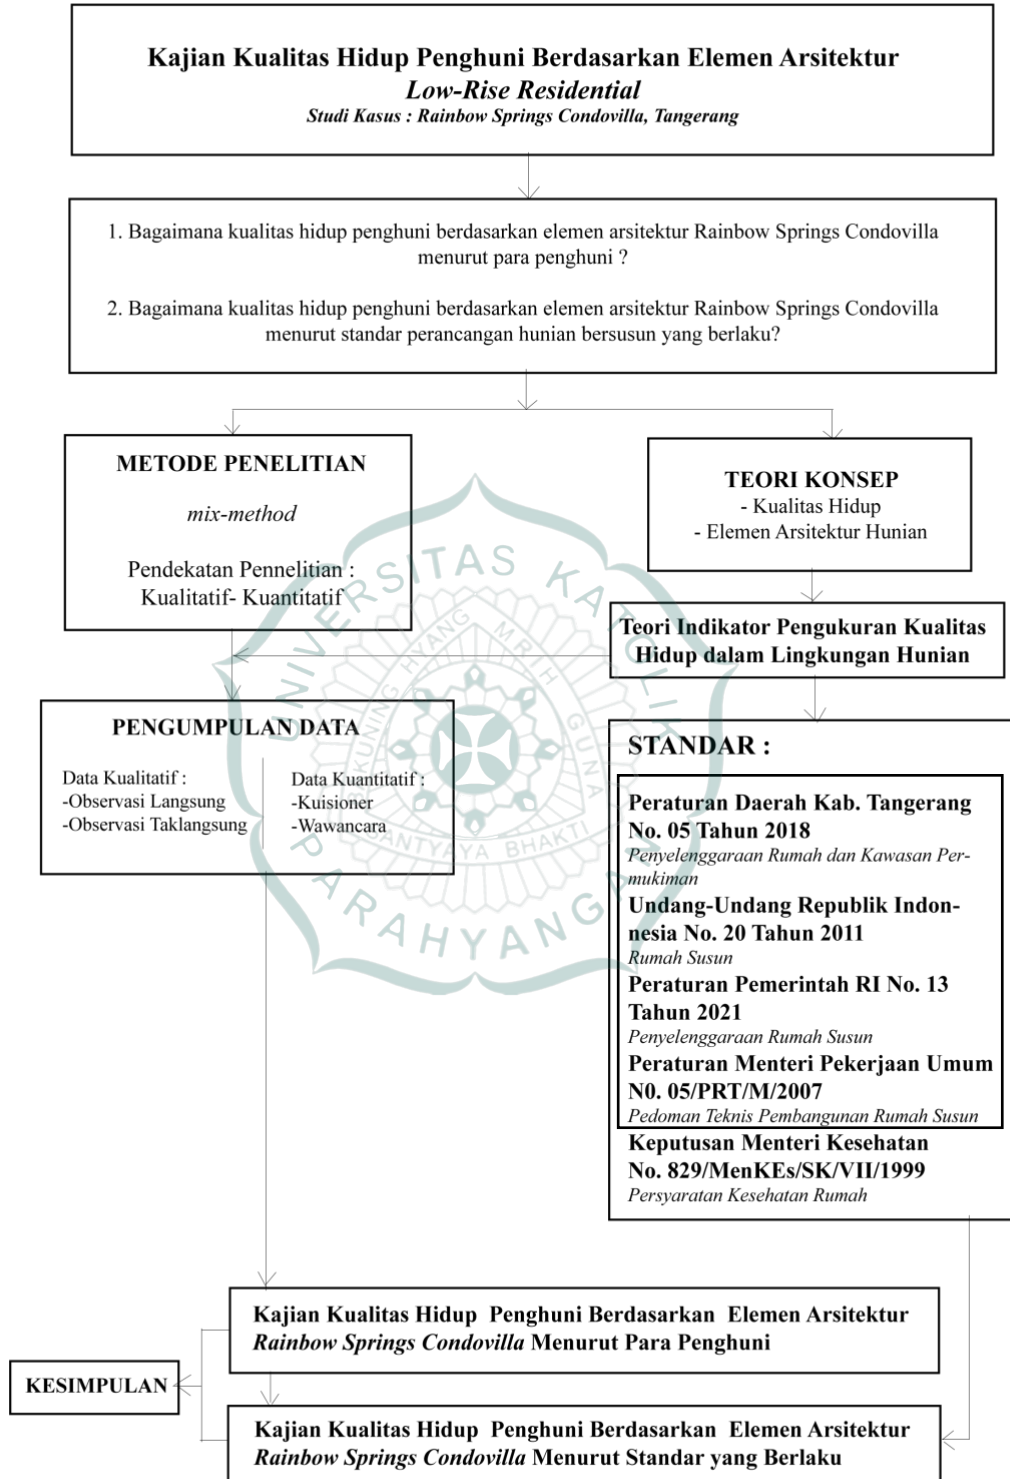 Kajian Kualitas Hidup Penghuni Berdasarkan Elemen Arsitektur
Low-Rise Residential
Studi Kasus : Rainbow Springs Condovilla, Tangerang
1. Bagaimana kualitas hidup penghuni berdasarkan elemen arsitektur Rainbow Springs Condovilla
menurut para penghuni ?
2. Bagaimana kualitas hidup penghuni berdasarkan elemen arsitektur Rainbow Springs Condovilla
menurut standar perancangan hunian bersusun yang berlaku?
METODE PENELITIAN
mix-method
Pendekatan Pennelitian :
Kualitatif- Kuantitatif
TEORI KONSEP
- Kualitas Hidup
- Elemen Arsitektur Hunian
Teori Indikator Pengukuran Kualitas
Hidup dalam Lingkungan Hunian
PENGUMPULAN DATA
Data Kualitatif :
-Observasi Langsung
-Observasi Taklangsung
Data Kuantitatif :
-Kuisioner
-Wawancara
STANDAR :
Peraturan Daerah Kab. Tangerang
No. 05 Tahun 2018
Penyelenggaraan Rumah dan Kawasan Per-
mukiman
Undang-Undang Republik Indon-
nesia No. 20 Tahun 2011
Rumah Susun
Peraturan Pemerintah RI No. 13
Tahun 2021
Penyelenggaraan Rumah Susun
Peraturan Menteri Pekerjaan Umum
N0. 05/PRT/M/2007
Pedoman Teknis Pembangunan Rumah Susun
Keputusan Menteri Kesehatan
No. 829/MenKEs/SK/VII/1999
Persyaratan Kesehatan Rumah
Kajian Kualitas Hidup Penghuni Berdasarkan Elemen Arsitektur
Rainbow Springs Condovilla Menurut Para Penghuni
KESIMPULAN
Kajian Kualitas Hidup Penghuni Berdasarkan Elemen Arsitektur
Rainbow Springs Condovilla Menurut Standar yang Berlaku
UNIVERSITAS KATOLIK
PARAHYANGAN
BAKUNING HYANG MRIH GUNA
SANTYAYA BHAKTI